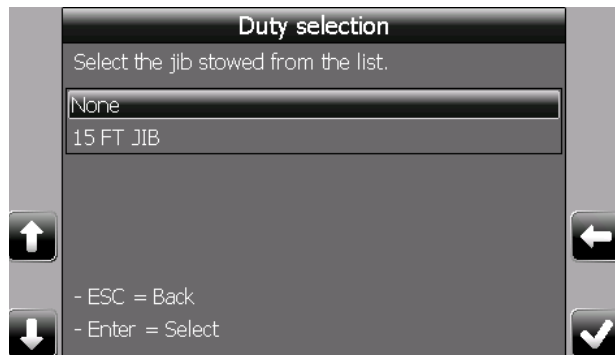 Duty selection
Select the jib stowed from the list.
None
15 FT JIB
- ESC = Back
- Enter = Select